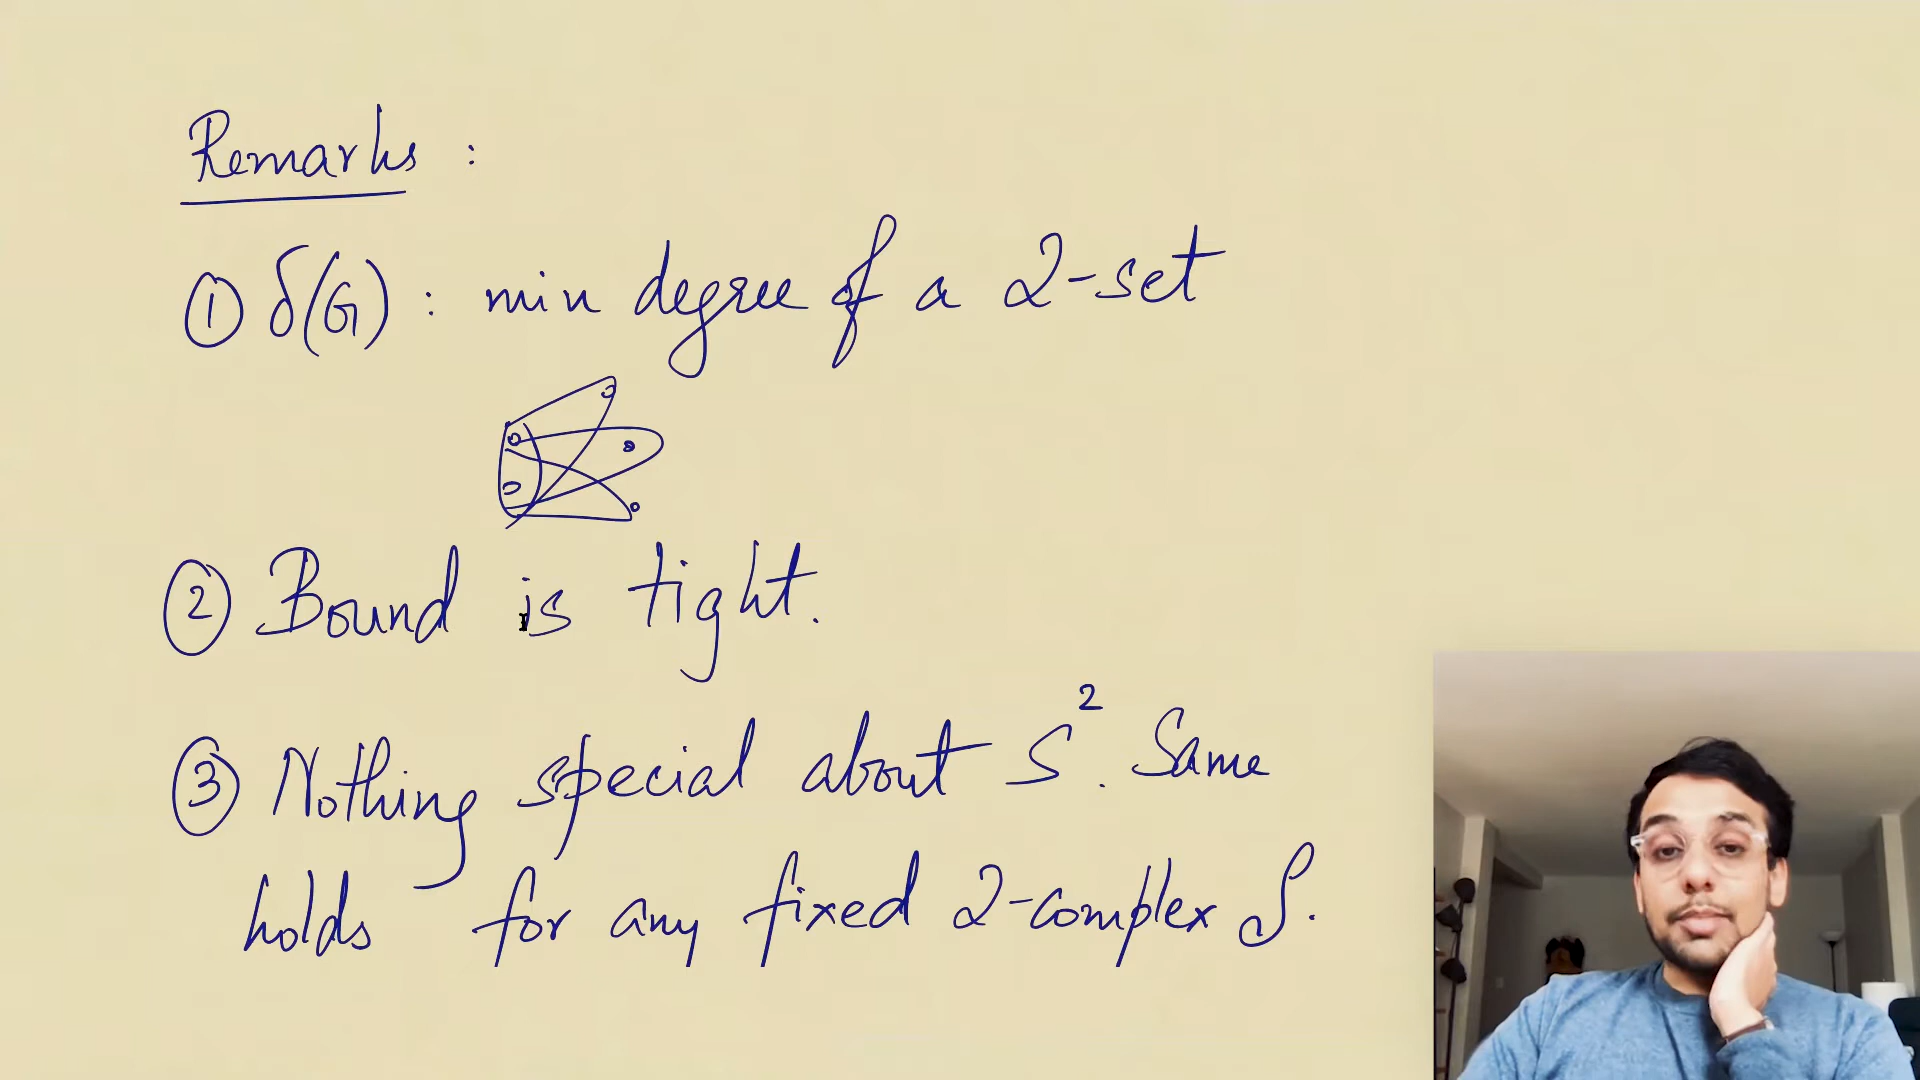 Remarks :
① δ(G) : min degree of a 2-set
② Bound is tight.
③ Nothing special about S². Same
holds for any fixed 2-complex S.